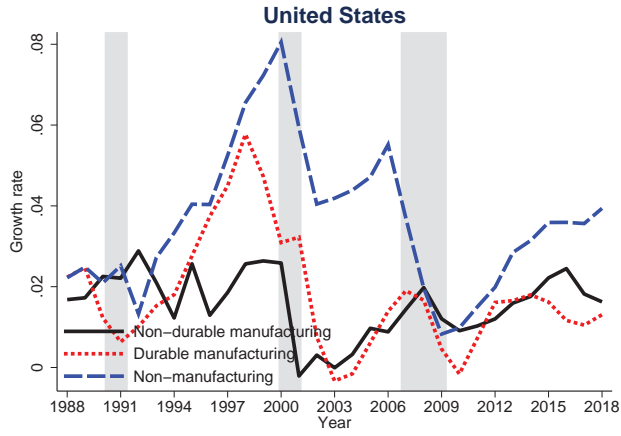 United States
Growth rate
.08
.06
.04
.02
0
Non-durable manufacturing
Durable manufacturing
Non-manufacturing
1988 1991 1994 1997 2000 2003 2006 2009 2012 2015 2018
Year